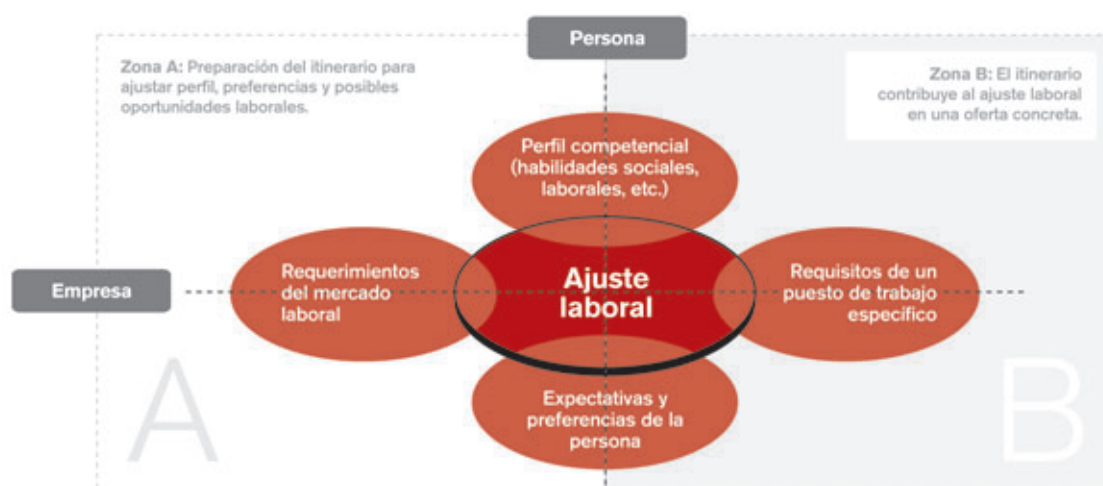 Persona
Zona A: Preparación del itinerario para
ajustar perfil, preferencias y posibles
oportunidades laborales.
Zona B: El itinerario
contribuye al ajuste laboral
en una oferta concreta.
Perfil competencial
(habilidades sociales,
laborales, etc.)
Empresa
Requerimientos
del mercado
laboral
Ajuste
laboral
Requisitos de un
puesto de trabajo
específico
Expectativas y
preferencias de la
persona
A
B